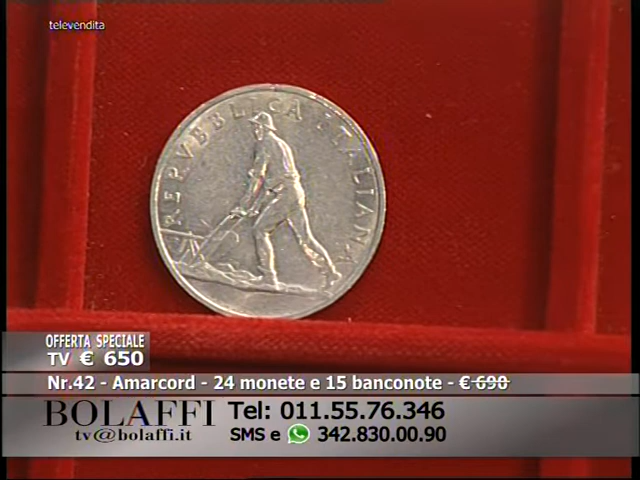 televendita
REPVBBLICA ITALIANA
OFFERTA SPECIALE
TV € 650
Nr.42 - Amarcord - 24 monete e 15 banconote - € 690
BOLAFFI
tv@bolaffi.it
Tel: 011.55.76.346
SMS e 342.830.00.90